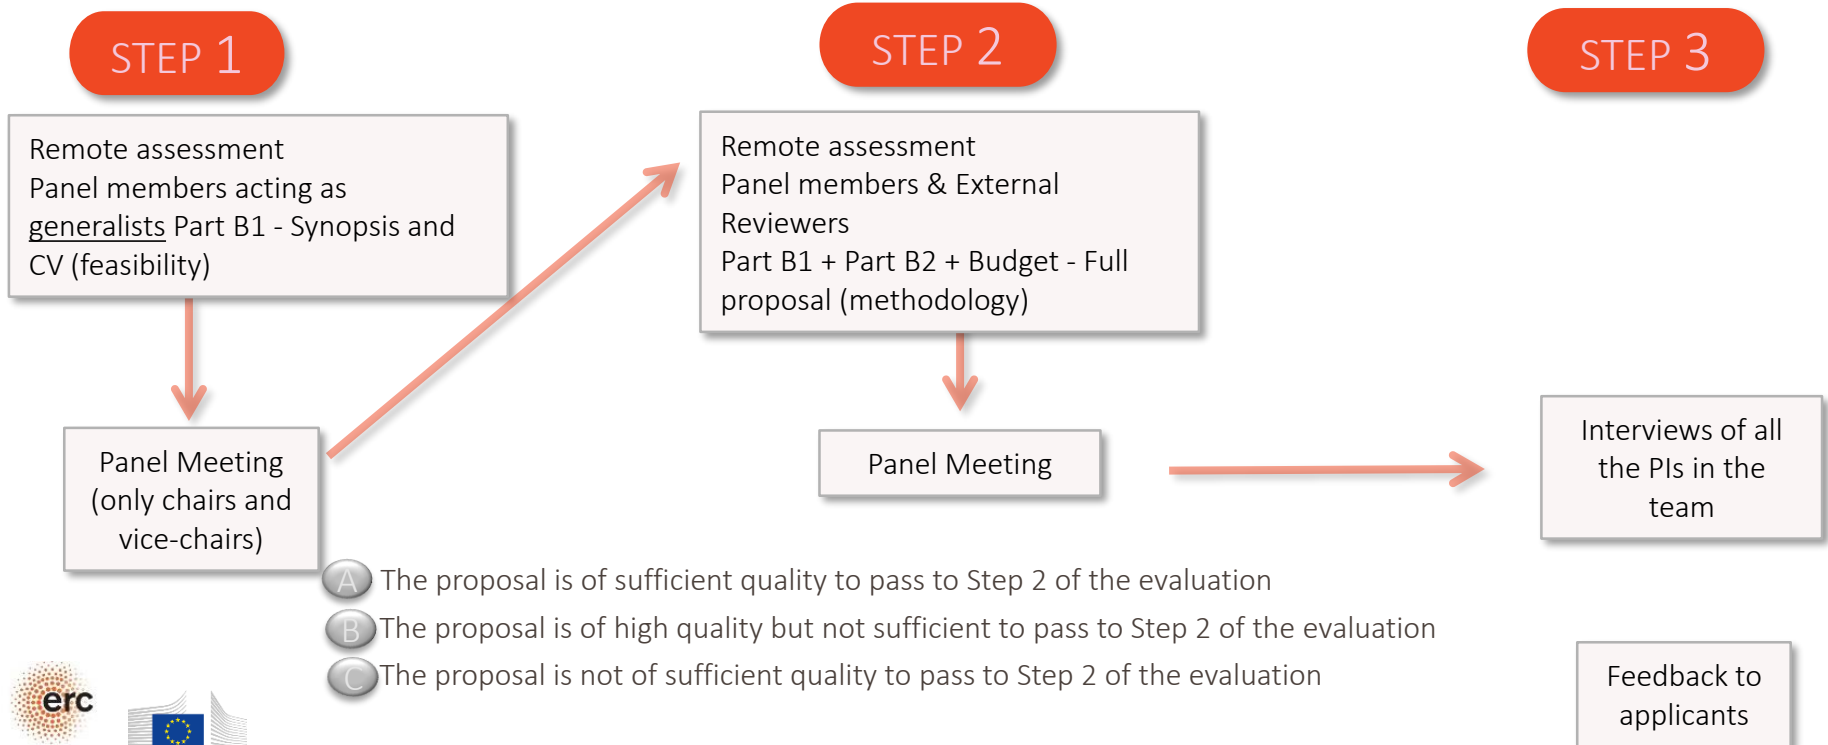 STEP 1
Remote assessment
Panel members acting as
generalists Part B1 - Synopsis and
CV (feasibility)
Panel Meeting
(only chairs and
vice-chairs)
STEP 2
Remote assessment
Panel members & External
Reviewers
Part B1 + Part B2 + Budget - Full
proposal (methodology)
Panel Meeting
STEP 3
Interviews of all
the PIs in the
team
A The proposal is of sufficient quality to pass to Step 2 of the evaluation
B The proposal is of high quality but not sufficient to pass to Step 2 of the evaluation
C The proposal is not of sufficient quality to pass to Step 2 of the evaluation
Feedback to
applicants
erc